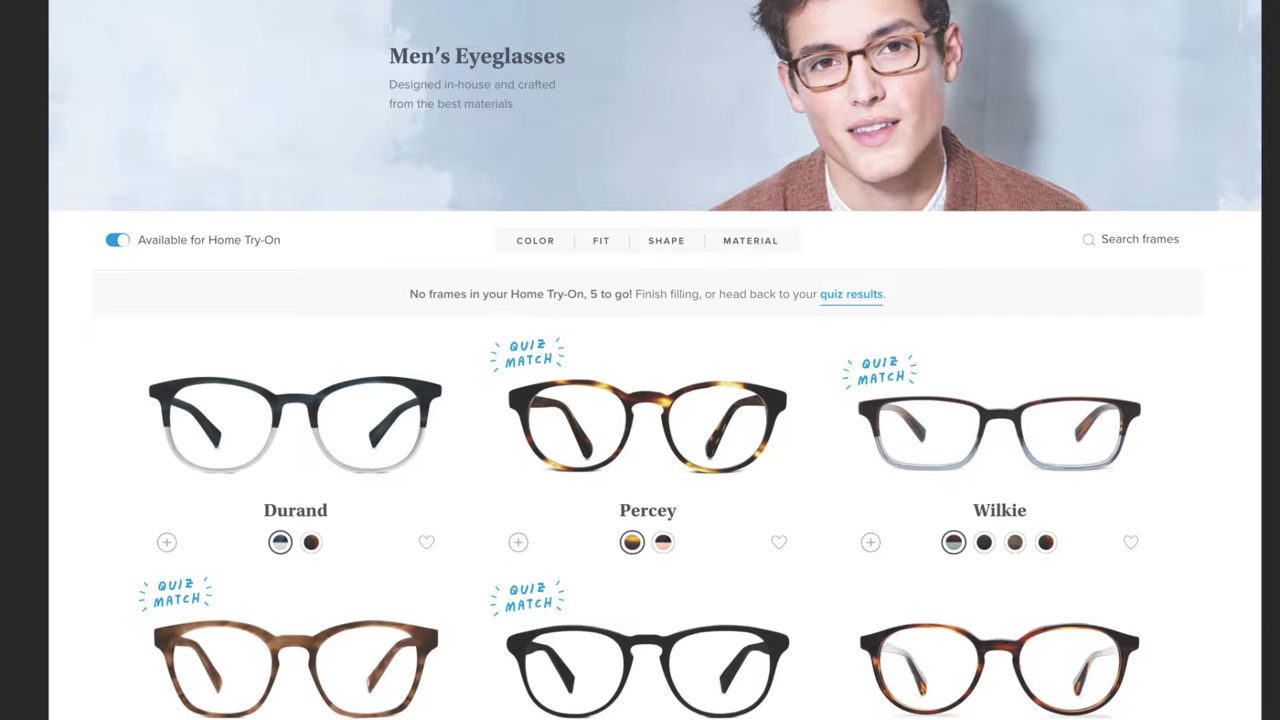 Men's Eyeglasses
Designed in-house and crafted
from the best materials
Available for Home Try-On
COLOR
FIT
SHAPE
MATERIAL
Search frames
No frames in your Home Try-On, 5 to go! Finish filling, or head back to your quiz results.
QUIZ
MATCH
QUIZ
MATCH
Durand
Percey
Wilkie
QUIZ
MATCH
QUIZ
MATCH